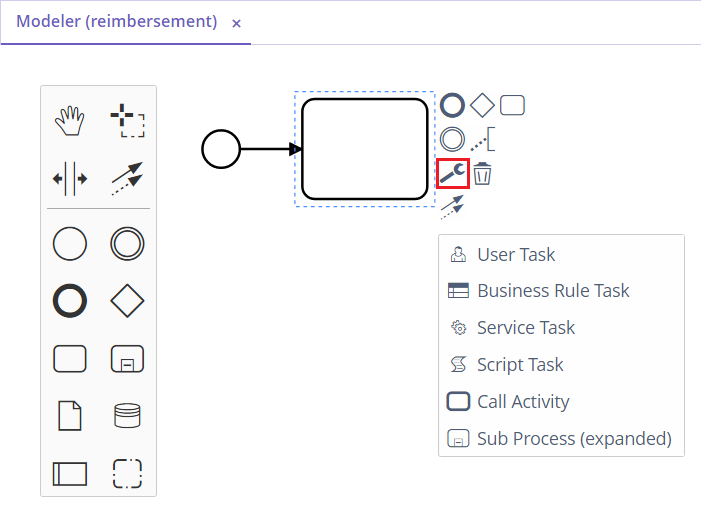 Modeler (reimbersement) ×
User Task
Business Rule Task
Service Task
Script Task
Call Activity
Sub Process (expanded)